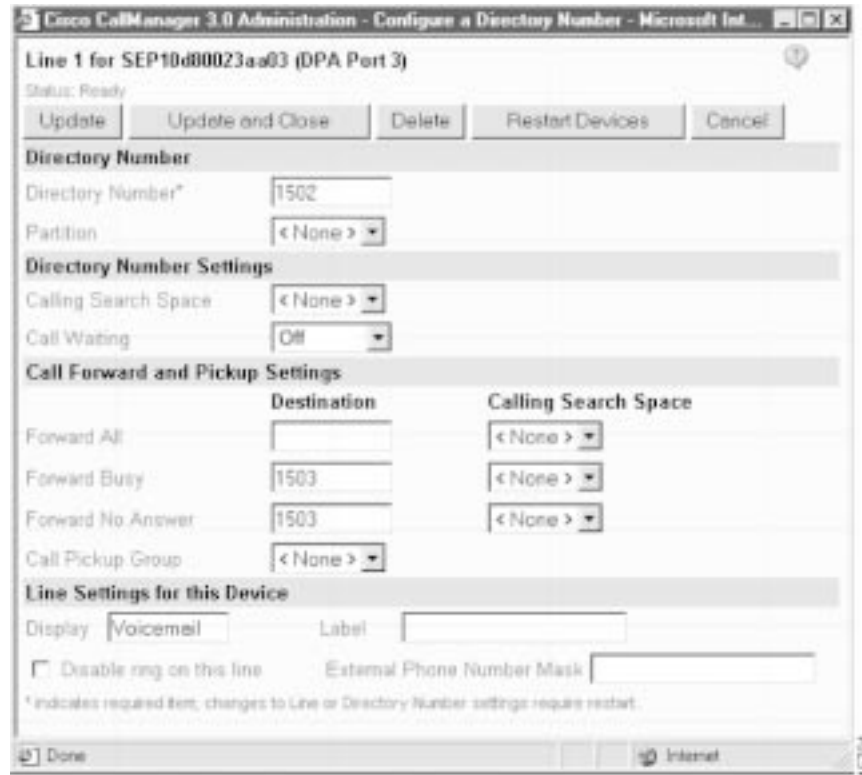 Cisco CallManager 3.0 Administration - Configure a Directory Number - Microsoft Int...
Line 1 for SEP10d80023aa03 (DPA Port 3)
Status: Ready
Update Update and Close Delete Restart Devices Cancel
Directory Number
Directory Number* 1502
Partition < None >
Directory Number Settings
Calling Search Space < None >
Call Waiting Off
Call Forward and Pickup Settings
Destination Calling Search Space
Forward All < None >
Forward Busy 1503 < None >
Forward No Answer 1503 < None >
Call Pickup Group < None >
Line Settings for this Device
Display Voicemail Label
Disable ring on this line External Phone Number Mask
* indicates required item; changes to Line or Directory Number settings require restart.
Done Internet